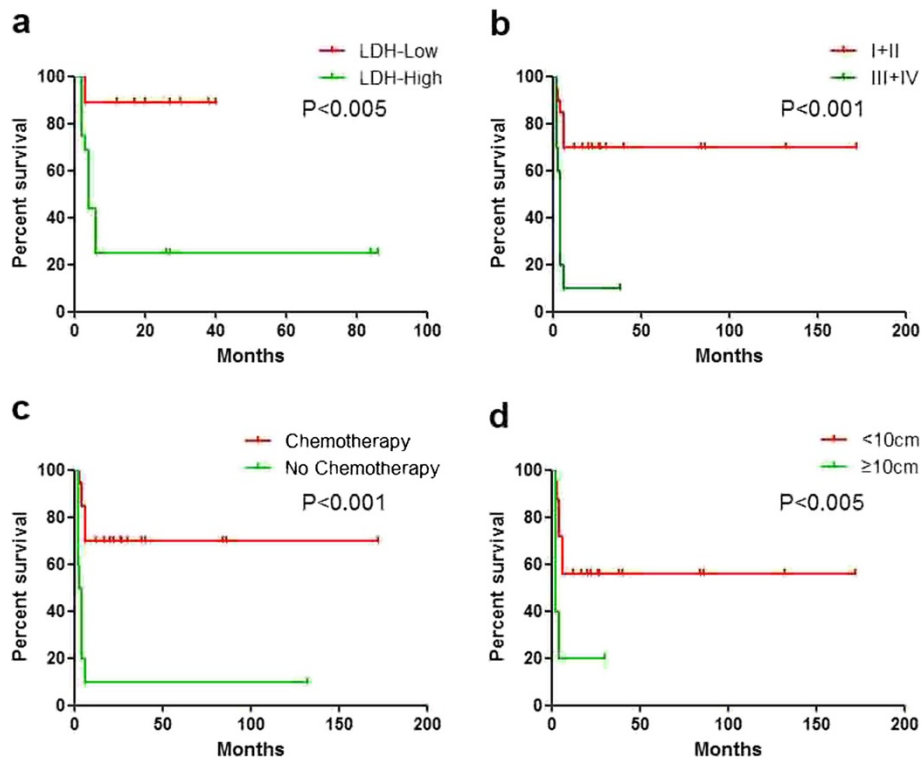 a
LDH-Low
LDH-High
P<0.005
Percent survival
100
80
60
40
20
0
0 20 40 60 80 100
Months
b
I+II
III+IV
P<0.001
Percent survival
100
80
60
40
20
0
0 50 100 150 200
Months
c
Chemotherapy
No Chemotherapy
P<0.001
Percent survival
100
80
60
40
20
0
0 50 100 150 200
Months
d
<10cm
≥10cm
P<0.005
Percent survival
100
80
60
40
20
0
0 50 100 150 200
Months